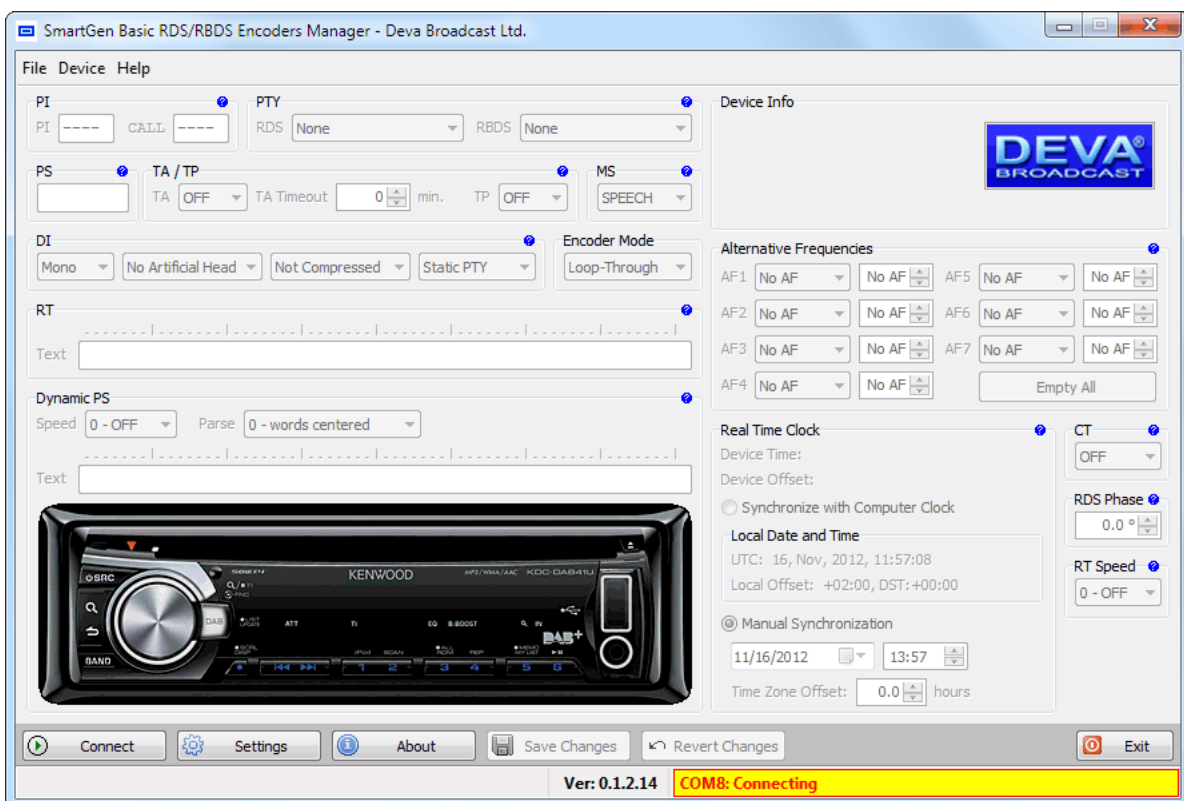 SmartGen Basic RDS/RBDS Encoders Manager - Deva Broadcast Ltd.
File Device Help
PI
PI ---- CALL ----
PTY
RDS None RBDS None
PS
TA / TP
TA OFF TA Timeout 0 min. TP OFF
MS
SPEECH
DI
Mono No Artificial Head Not Compressed Static PTY
Encoder Mode
Loop-Through
RT
Text
Dynamic PS
Speed 0 - OFF Parse 0 - words centered
Text
SRC
KENWOOD
MP3/WMA/AAC KDC-DAB41U
DAB
ATT
TI
EQ
IN
DAB+
BAND
iPod SCAN
1 2 3 4 5 6
Device Info
DEVA®
BROADCAST
Alternative Frequencies
AF1 No AF No AF AF5 No AF No AF
AF2 No AF No AF AF6 No AF No AF
AF3 No AF No AF AF7 No AF No AF
AF4 No AF No AF Empty All
Real Time Clock
Device Time:
Device Offset:
Synchronize with Computer Clock
Local Date and Time
UTC: 16, Nov, 2012, 11:57:08
Local Offset: +02:00, DST:+00:00
Manual Synchronization
11/16/2012 13:57
Time Zone Offset: 0.0 hours
CT
OFF
RDS Phase
0.0 °
RT Speed
0 - OFF
Connect Settings About Save Changes Revert Changes Exit
Ver: 0.1.2.14 COM8: Connecting